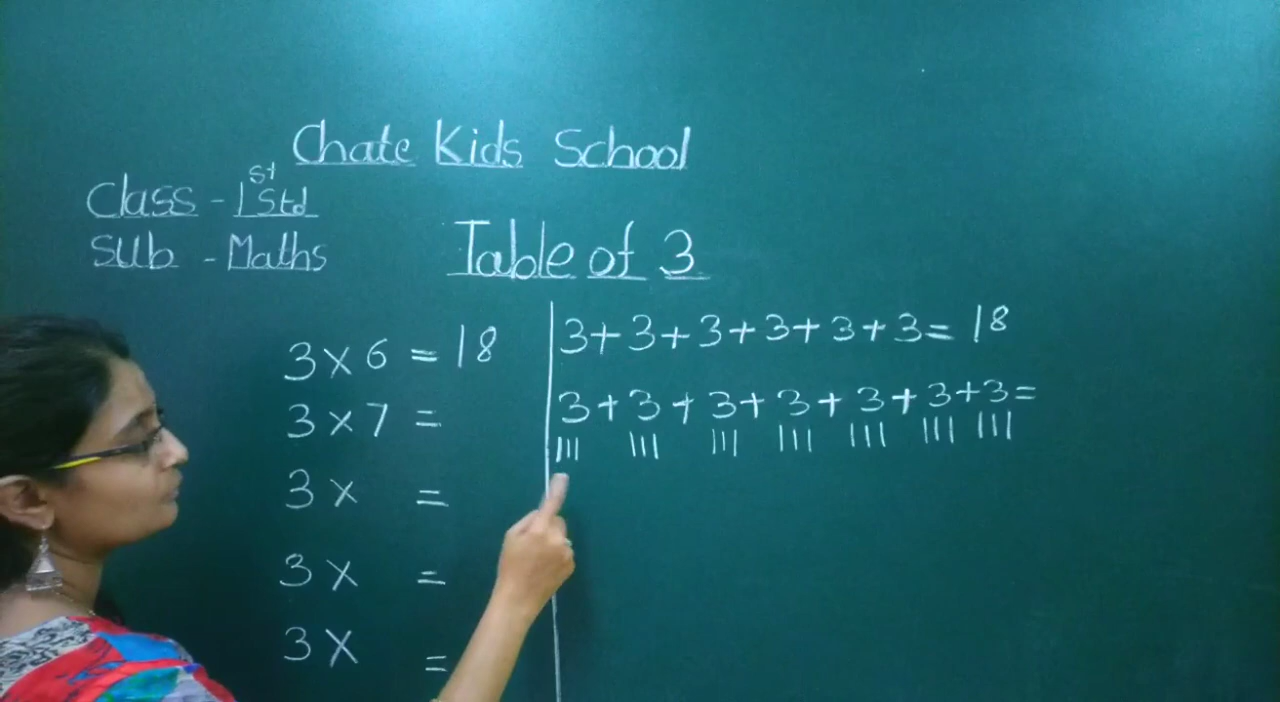 Chate Kids School
Class - 1st Std
Sub - Maths
Table of 3
3 × 6 = 18
3 × 7 =
3 × =
3 × =
3 × =
3 + 3 + 3 + 3 + 3 + 3 = 18
3 + 3 + 3 + 3 + 3 + 3 + 3 =
||| ||| ||| ||| ||| ||| |||